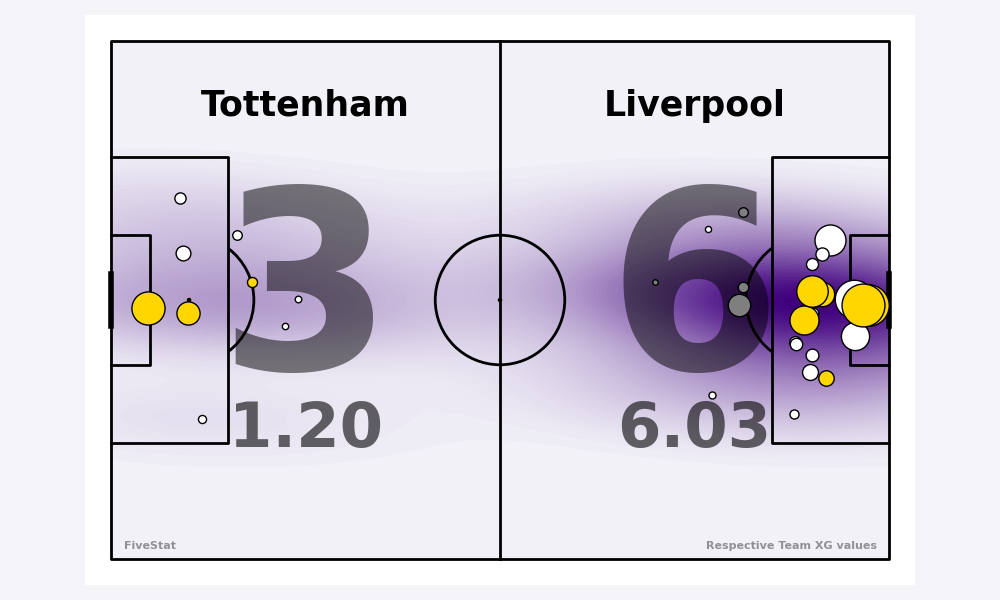 Tottenham
Liverpool
3
6
1.20
6.03
FiveStat
Respective Team XG values